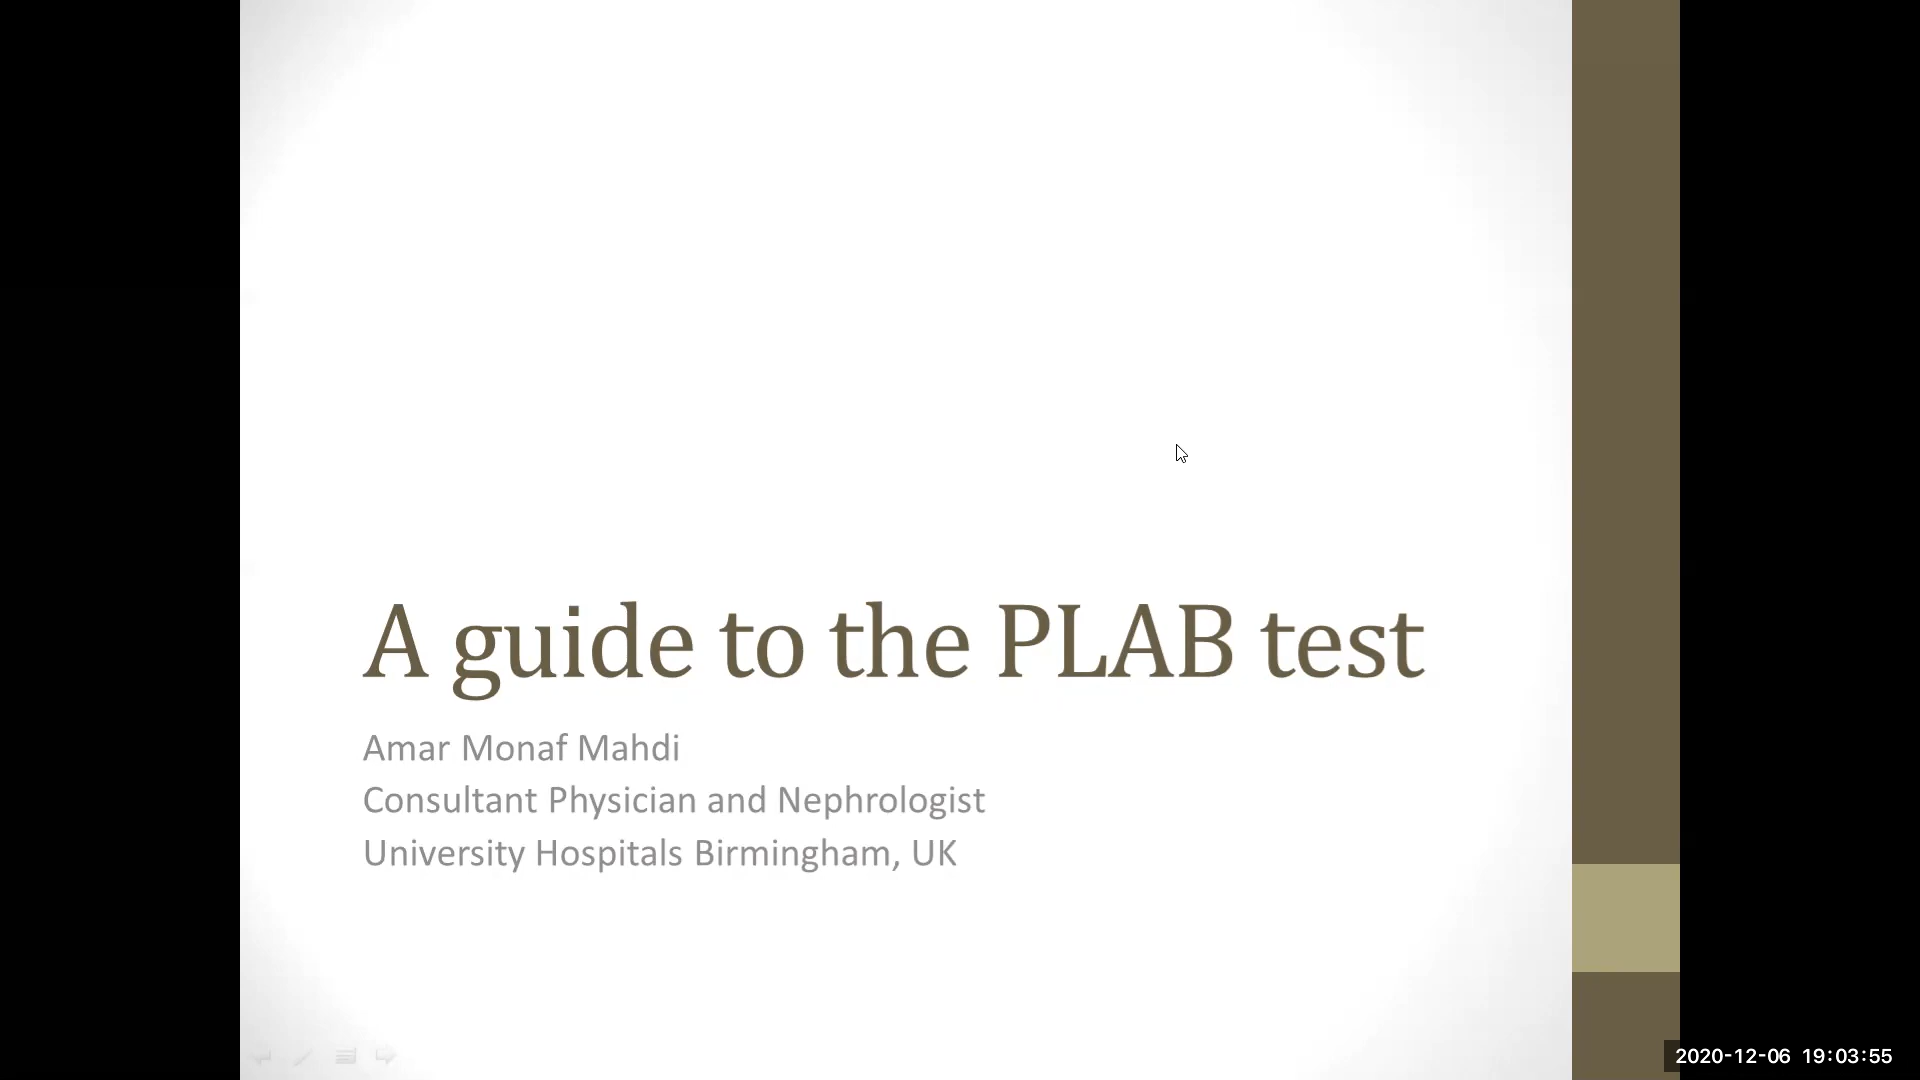 A guide to the PLAB test
Amar Monaf Mahdi
Consultant Physician and Nephrologist
University Hospitals Birmingham, UK
2020-12-06 19:03:55